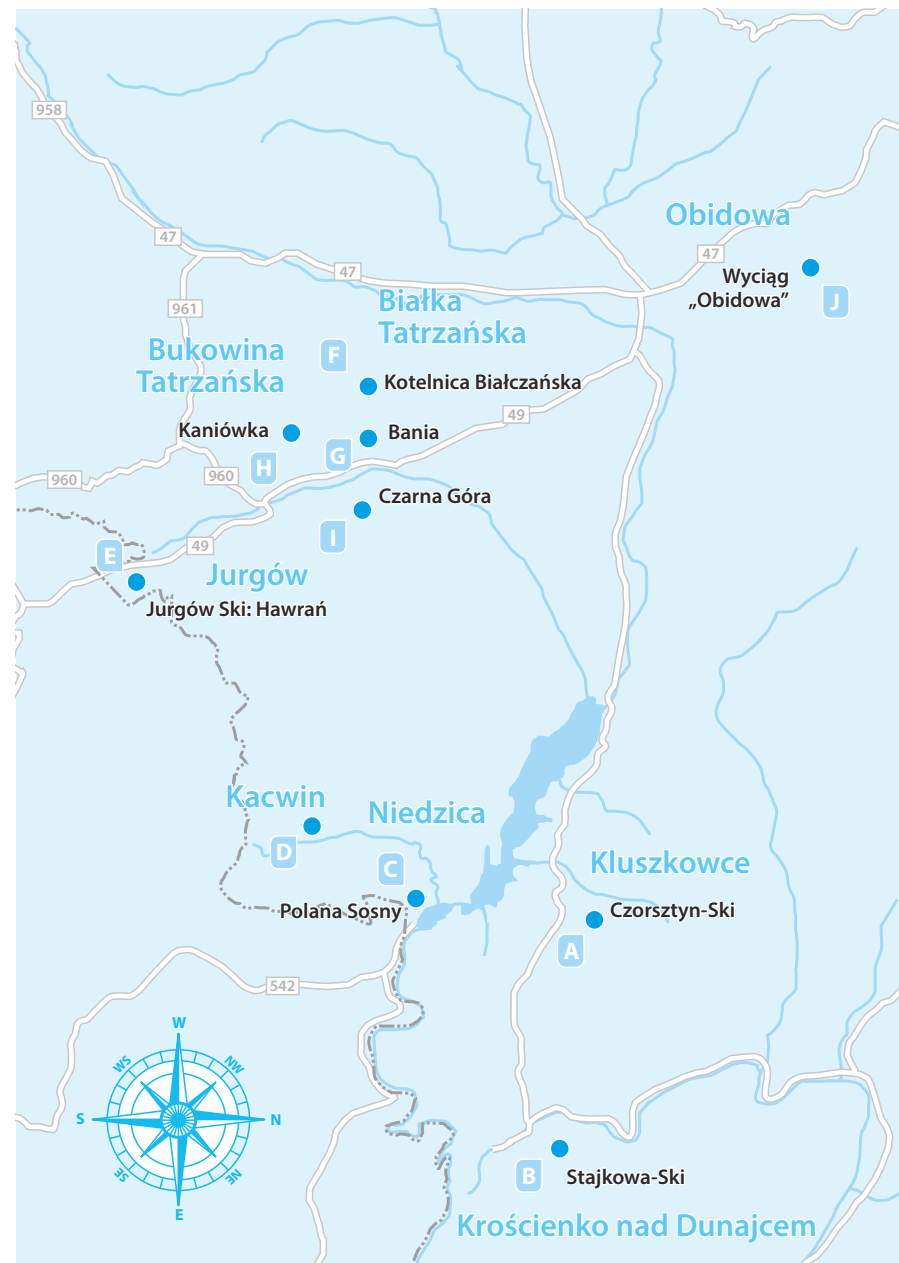 958
Obidowa
47
47
47
Wyciąg
„Obidowa”
J
Białka
Tatrzańska
961
Bukowina
Tatrzańska
F
Kotelnica Białczańska
49
Kaniówka
Bania
G
H
960
960
Czarna Góra
I
49
E
Jurgów
Jurgów Ski: Hawrań
Kacwin
Niedzica
D
C
Kluszkowce
Polana Sosny
Czorsztyn-Ski
A
542
W
WS
NW
S
N
SE
NE
E
B
Stajkowa-Ski
Krościenko nad Dunajcem